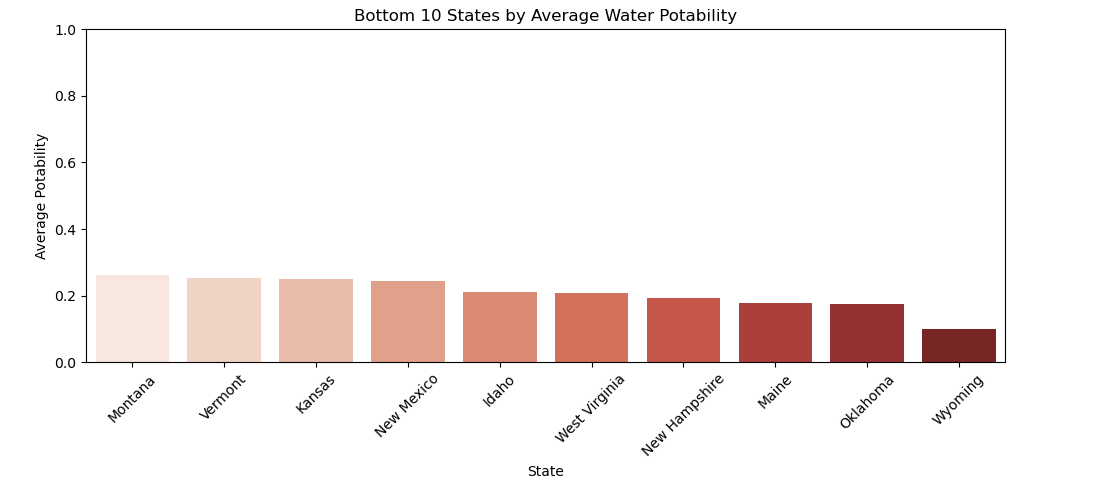 Bottom 10 States by Average Water Potability
1.0
0.8
0.6
0.4
0.2
0.0
Average Potability
Montana
Vermont
Kansas
New Mexico
Idaho
West Virginia
New Hampshire
Maine
Oklahoma
Wyoming
State